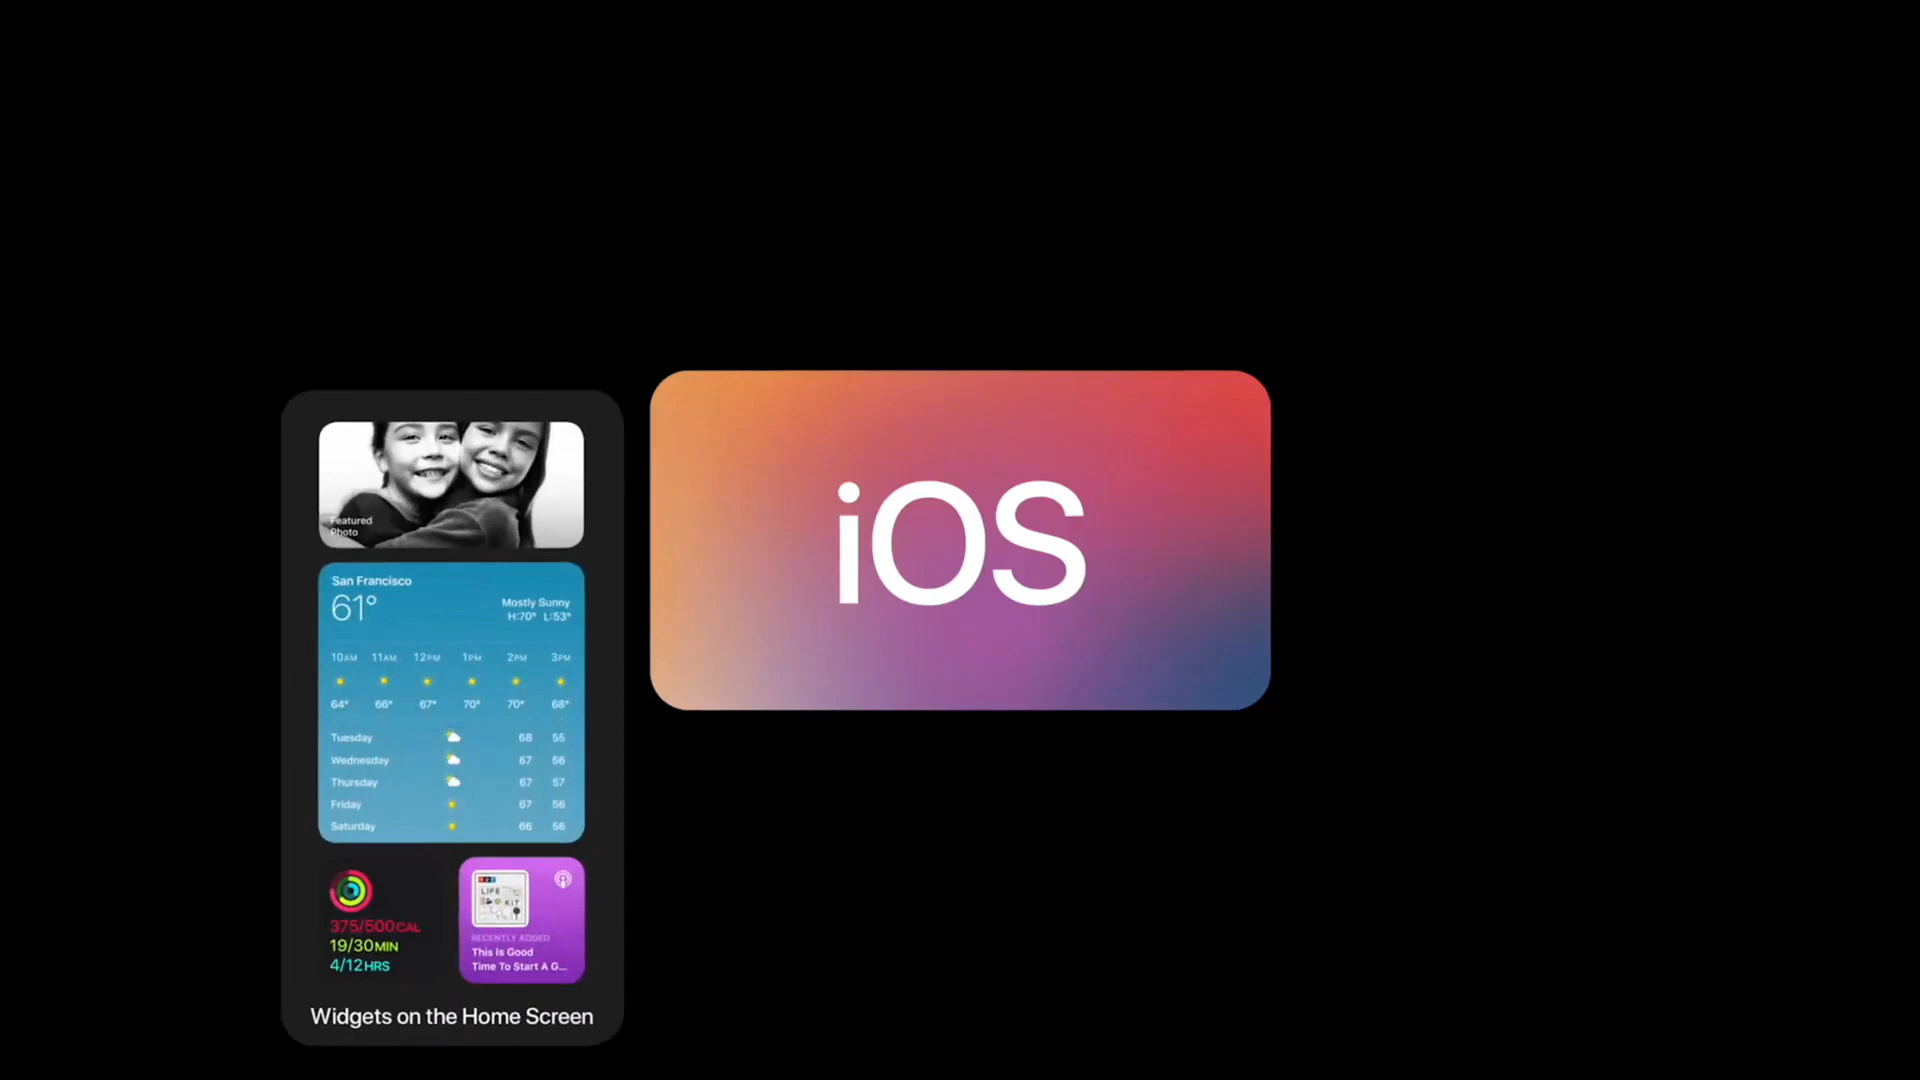 Featured
Photo
San Francisco
61°
Mostly Sunny
H:70° L:53°
10AM 11AM 12PM 1PM 2PM 3PM
64° 66° 67° 70° 70° 68°
Tuesday 68 55
Wednesday 67 56
Thursday 67 57
Friday 67 56
Saturday 66 56
375/500CAL
19/30MIN
4/12HRS
LIFE
KIT
RECENTLY ADDED
This Is Good
Time To Start A G...
Widgets on the Home Screen
iOS